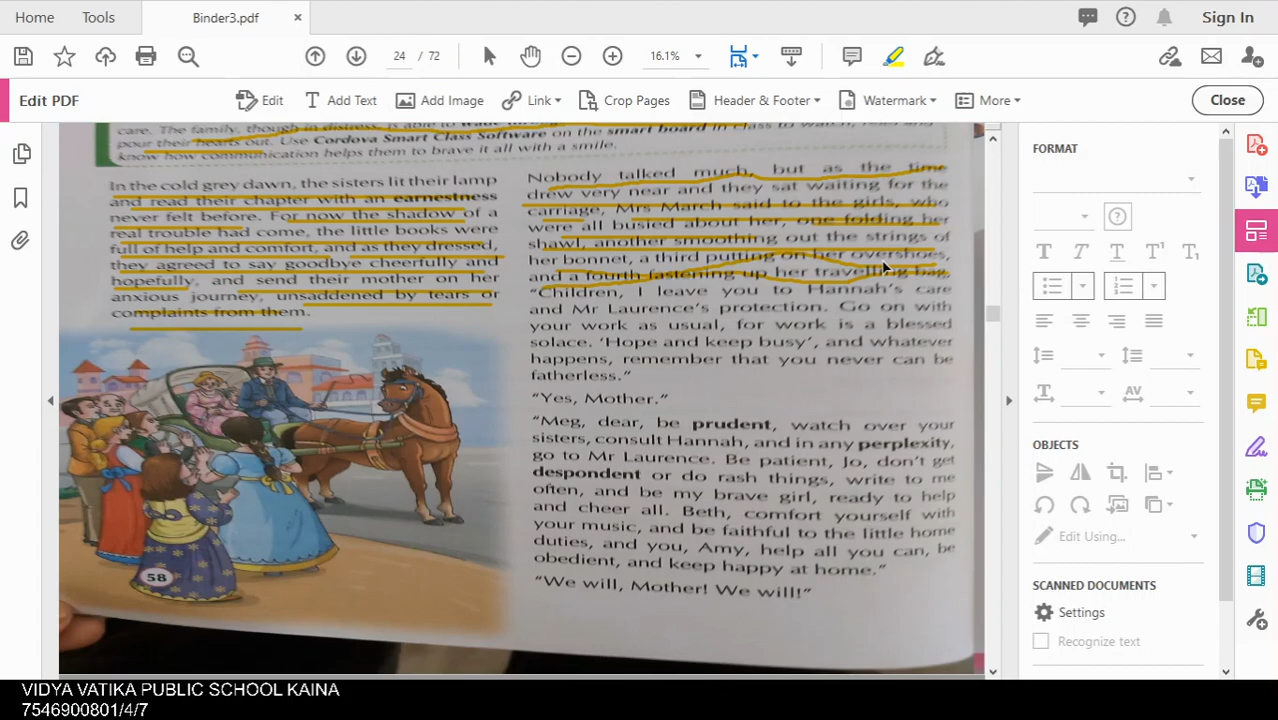 Home Tools Binder3.pdf × Sign In
24 / 72 16.1%
Edit PDF Edit Add Text Add Image Link Crop Pages Header & Footer Watermark More Close
care. The family, though in distress, is able to
pour their hearts out. Use Cordova Smart Class Software on the smart board in class to watch, read and
know how communication helps them to brave it all with a smile.
In the cold grey dawn, the sisters lit their lamp
and read their chapter with an earnestness
never felt before. For now the shadow of a
real trouble had come, the little books were
full of help and comfort, and as they dressed,
they agreed to say goodbye cheerfully and
hopefully, and send their mother on her
anxious journey, unsaddened by tears or
complaints from them.
58
Nobody talked much, but as the time
drew very near and they sat waiting for the
carriage, Mrs March said to the girls, who
were all busied about her, one folding her
shawl, another smoothing out the strings of
her bonnet, a third putting on her overshoes,
and a fourth fastening up her travelling bag,
“Children, I leave you to Hannah’s care
and Mr Laurence’s protection. Go on with
your work as usual, for work is a blessed
solace. ‘Hope and keep busy’, and whatever
happens, remember that you never can be
fatherless.”
“Yes, Mother.”
“Meg, dear, be prudent, watch over your
sisters, consult Hannah, and in any perplexity,
go to Mr Laurence. Be patient, Jo, don’t get
despondent or do rash things, write to me
often, and be my brave girl, ready to help
and cheer all. Beth, comfort yourself with
your music, and be faithful to the little home
duties, and you, Amy, help all you can, be
obedient, and keep happy at home.”
“We will, Mother! We will!”
FORMAT
OBJECTS
Edit Using...
SCANNED DOCUMENTS
Settings
Recognize text
VIDYA VATIKA PUBLIC SCHOOL KAINA
7546900801/4/7